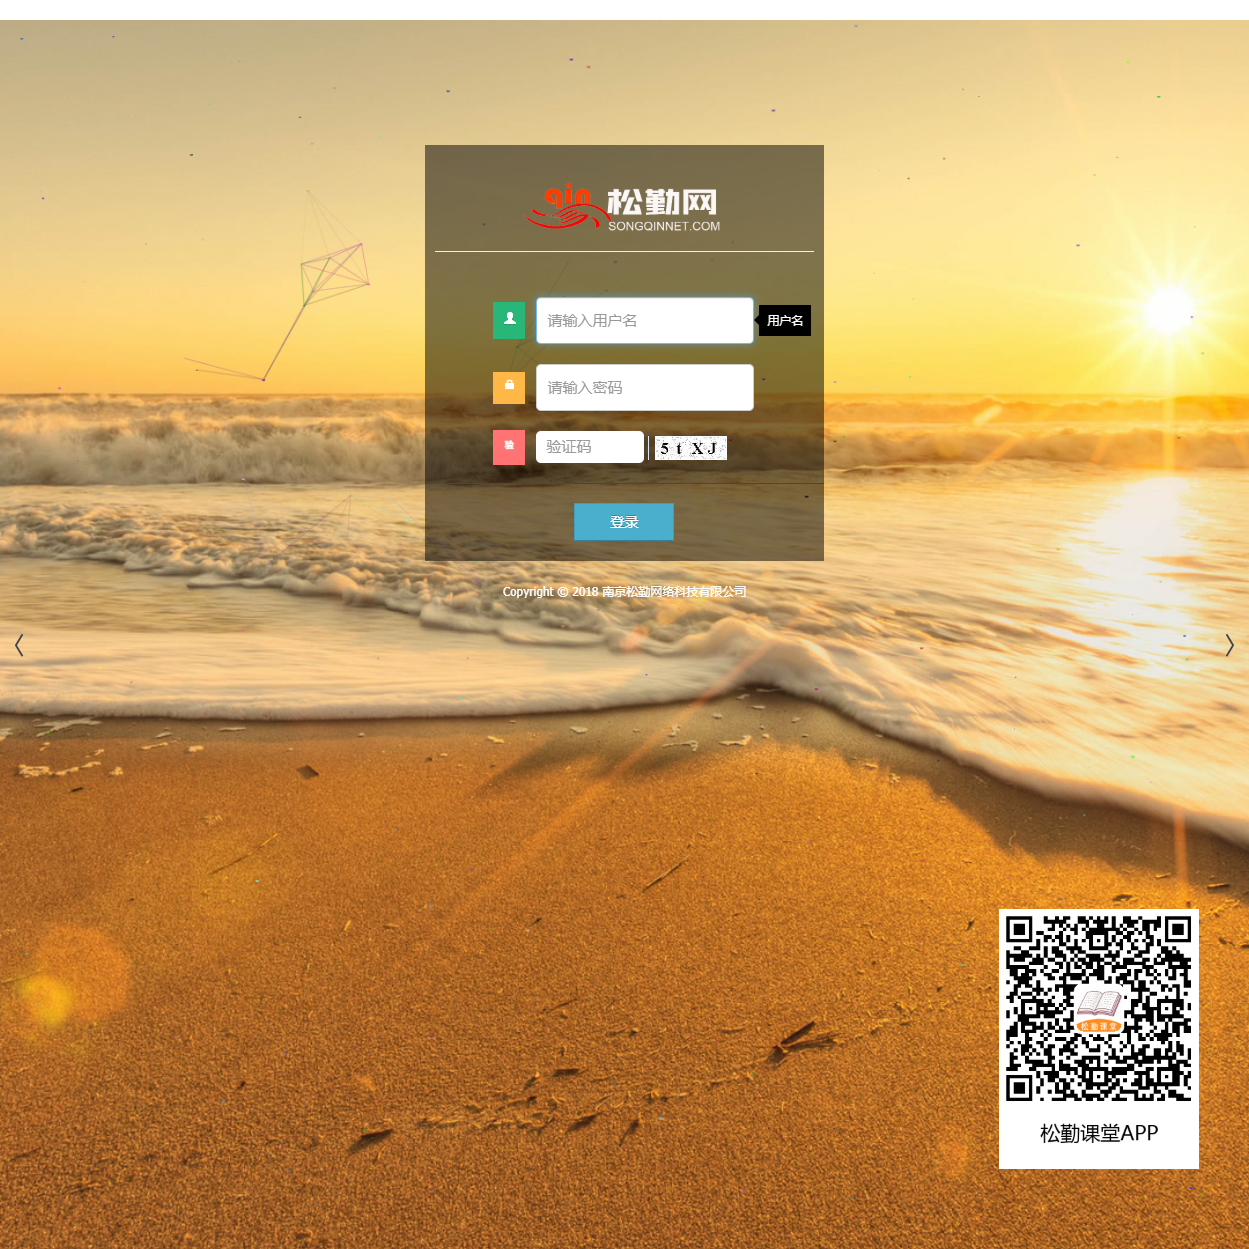 qin 松勤网
SONGQINNET.COM
请输入用户名
用户名
请输入密码
验
验证码
5 t X J
登录
Copyright © 2018 南京松勤网络科技有限公司
松勤课堂
松勤课堂APP